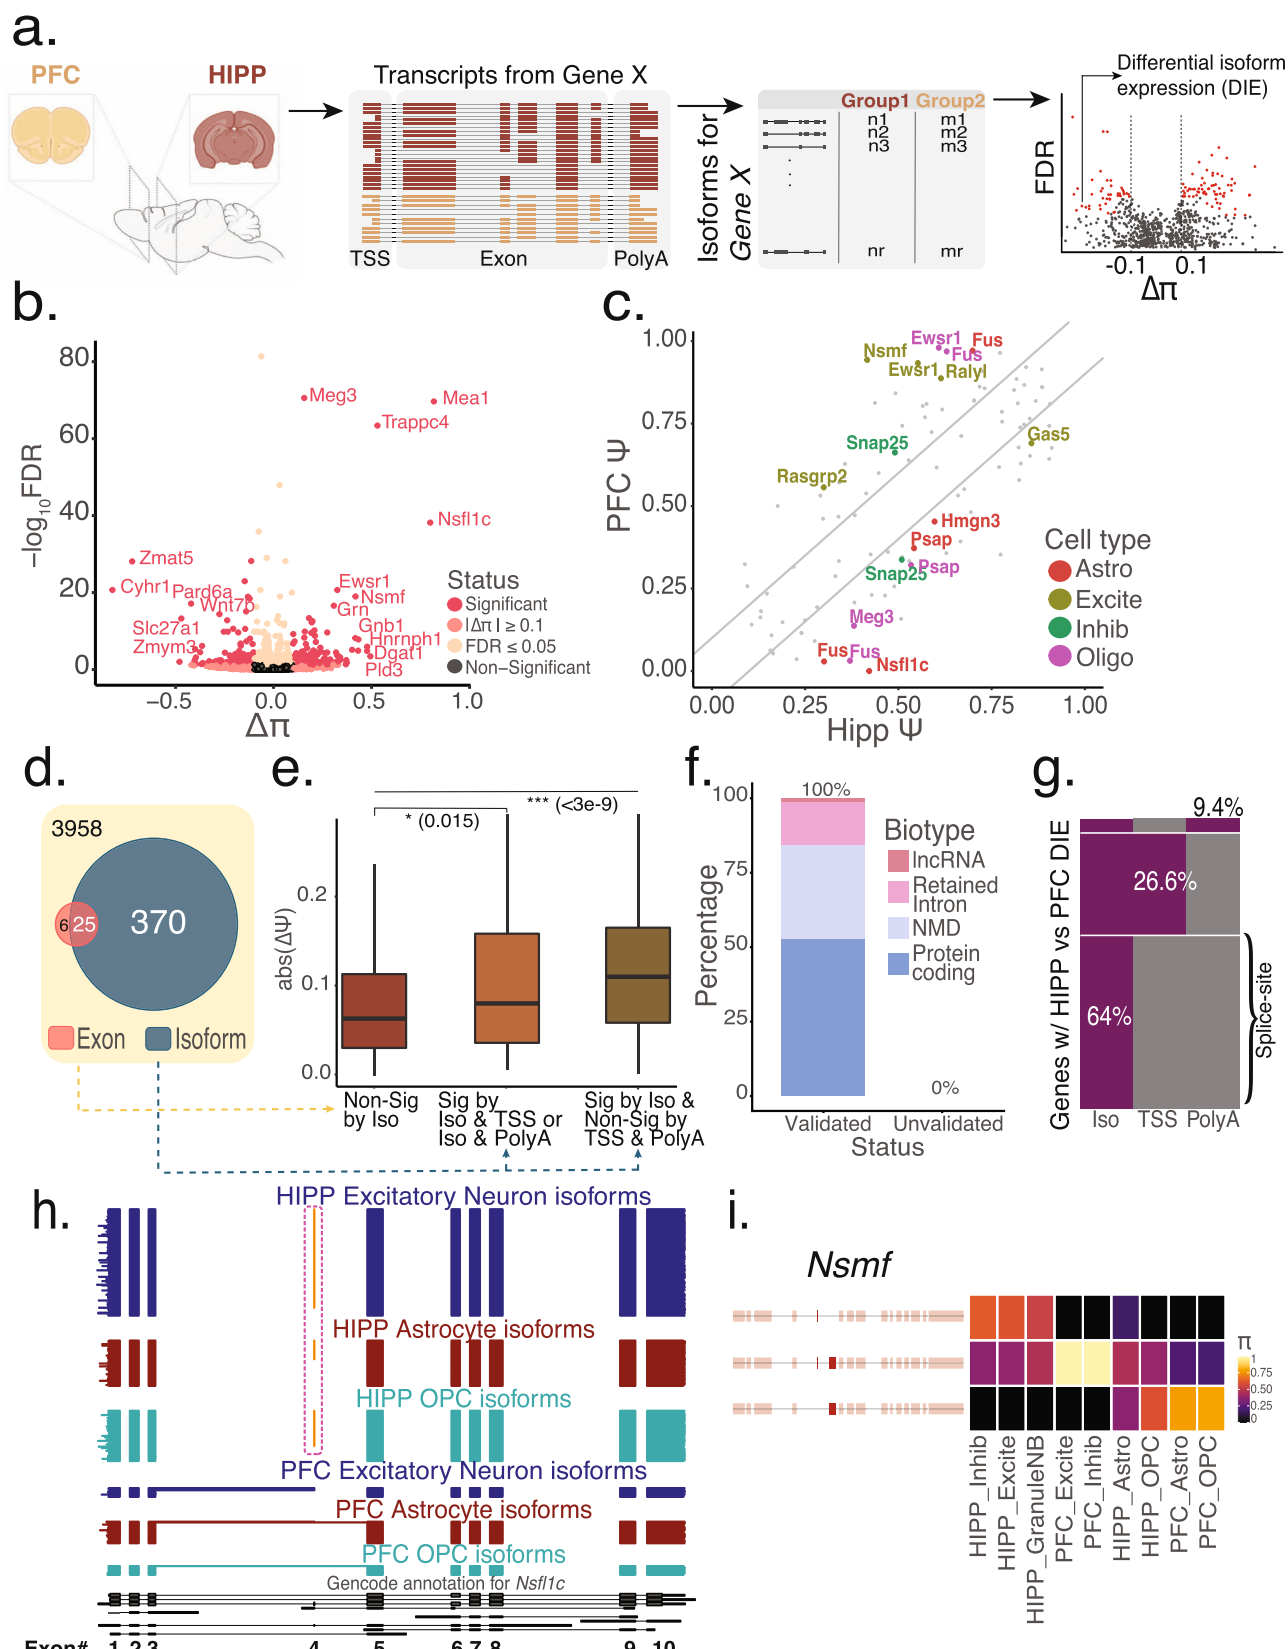 a.
PFC
HIPP
Transcripts from Gene X
TSS
Exon
PolyA
Isoforms for
Gene X
Group1 Group2
n1 m1
n2 m2
n3 m3
nr mr
Differential isoform
expression (DIE)
FDR
-0.1 0.1
Δπ
b.
80
60
40
20
0
−log10FDR
Meg3
Mea1
Trappc4
Nsfl1c
Zmat5
Cyhr1
Pard6a
Wnt7b
Slc27a1
Zmym3
Ewsr1
Nsmf
Grn
Gnb1
Hnrnph1
Dgat1
Pld3
Status
Significant
|Δπ| ≥ 0.1
FDR ≤ 0.05
Non−Significant
−0.5 0.0 0.5 1.0
Δπ
c.
1.00
0.75
0.50
0.25
0.00
PFC Ψ
Ewsr1
Fus
Nsmf
Fus
Ewsr1
Ralyl
Snap25
Gas5
Rasgrp2
Hmgn3
Psap
Psap
Snap25
Meg3
Fus
Fus
Nsfl1c
Cell type
Astro
Excite
Inhib
Oligo
0.00 0.25 0.50 0.75 1.00
Hipp Ψ
d.
3958
6 25 370
Exon Isoform
e.
abs(ΔΨ)
0.2
0.1
0.0
* (0.015)
*** (<3e-9)
Non-Sig
by Iso
Sig by
Iso & TSS or
Iso & PolyA
Sig by Iso &
Non-Sig by
TSS & PolyA
f.
100
75
50
25
0
Percentage
100%
0%
Biotype
lncRNA
Retained
Intron
NMD
Protein
coding
Validated Unvalidated
Status
g.
Genes w/ HIPP vs PFC DIE
9.4%
26.6%
64%
Splice-site
Iso TSS PolyA
h.
HIPP Excitatory Neuron isoforms
HIPP Astrocyte isoforms
HIPP OPC isoforms
PFC Excitatory Neuron isoforms
PFC Astrocyte isoforms
PFC OPC isoforms
Gencode annotation for Nsfl1c
Exon# 1 2 3 4 5 6 7 8 9 10
i.
Nsmf
π
1
0.75
0.50
0.25
0
HIPP_Inhib
HIPP_Excite
HIPP_GranuleNB
PFC_Excite
PFC_Inhib
HIPP_Astro
HIPP_OPC
PFC_Astro
PFC_OPC